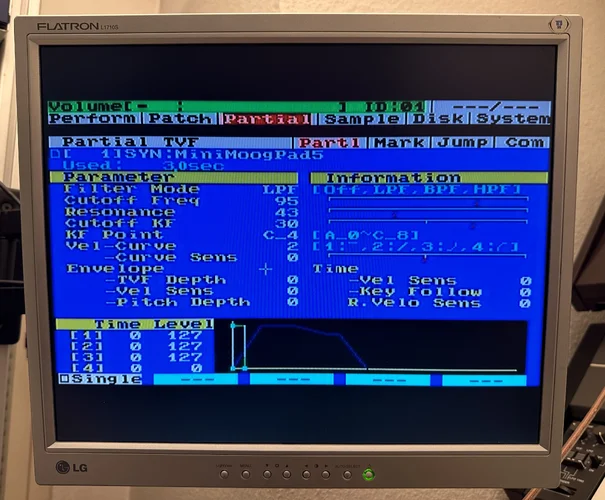 FLATRON L1710S
Volume[- : ] ID:01 ---/---
Perform Patch Partial Sample Disk System
Partial TVF Part1 Mark Jump Com
[ 1]SYN:MiniMoogPad5
Used: 30sec
Parameter Information
Filter Mode LPF [Off,LPF,BPF,HPF]
Cutoff Freq 95
Resonance 43
Cutoff KF 30
KF Point C_4 [A_0~C_8]
Vel-Curve 2
-Curve Sens 0
Envelope Time
-TVF Depth 0 -Vel Sens 0
-Vel Sens 0 -Key Follow 0
-Pitch Depth 0 R.Velo Sens 0
Time Level
[1] 0 127
[2] 0 127
[3] 0 127
[4] 0 0
Single --- --- --- ---
LG